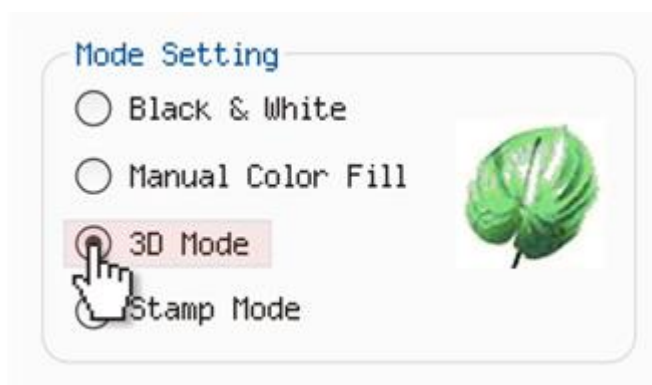 Mode Setting
Black & White
Manual Color Fill
3D Mode
Stamp Mode